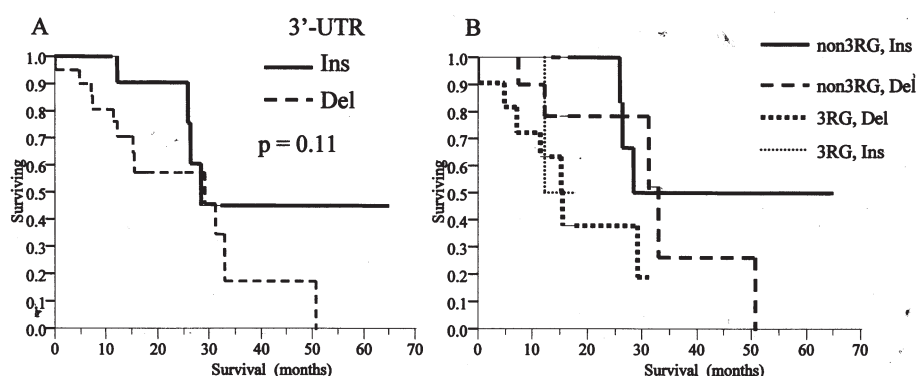 A
3’-UTR
Ins
Del
p = 0.11
Surviving
1.0
0.9
0.8
0.7
0.6
0.5
0.4
0.3
0.2
0.1
0.0
0 10 20 30 40 50 60 70
Survival (months)
B
non3RG, Ins
non3RG, Del
3RG, Del
3RG, Ins
Surviving
1.0
0.9
0.8
0.7
0.6
0.5
0.4
0.3
0.2
0.1
0.0
0 10 20 30 40 50 60 70
Survival (months)